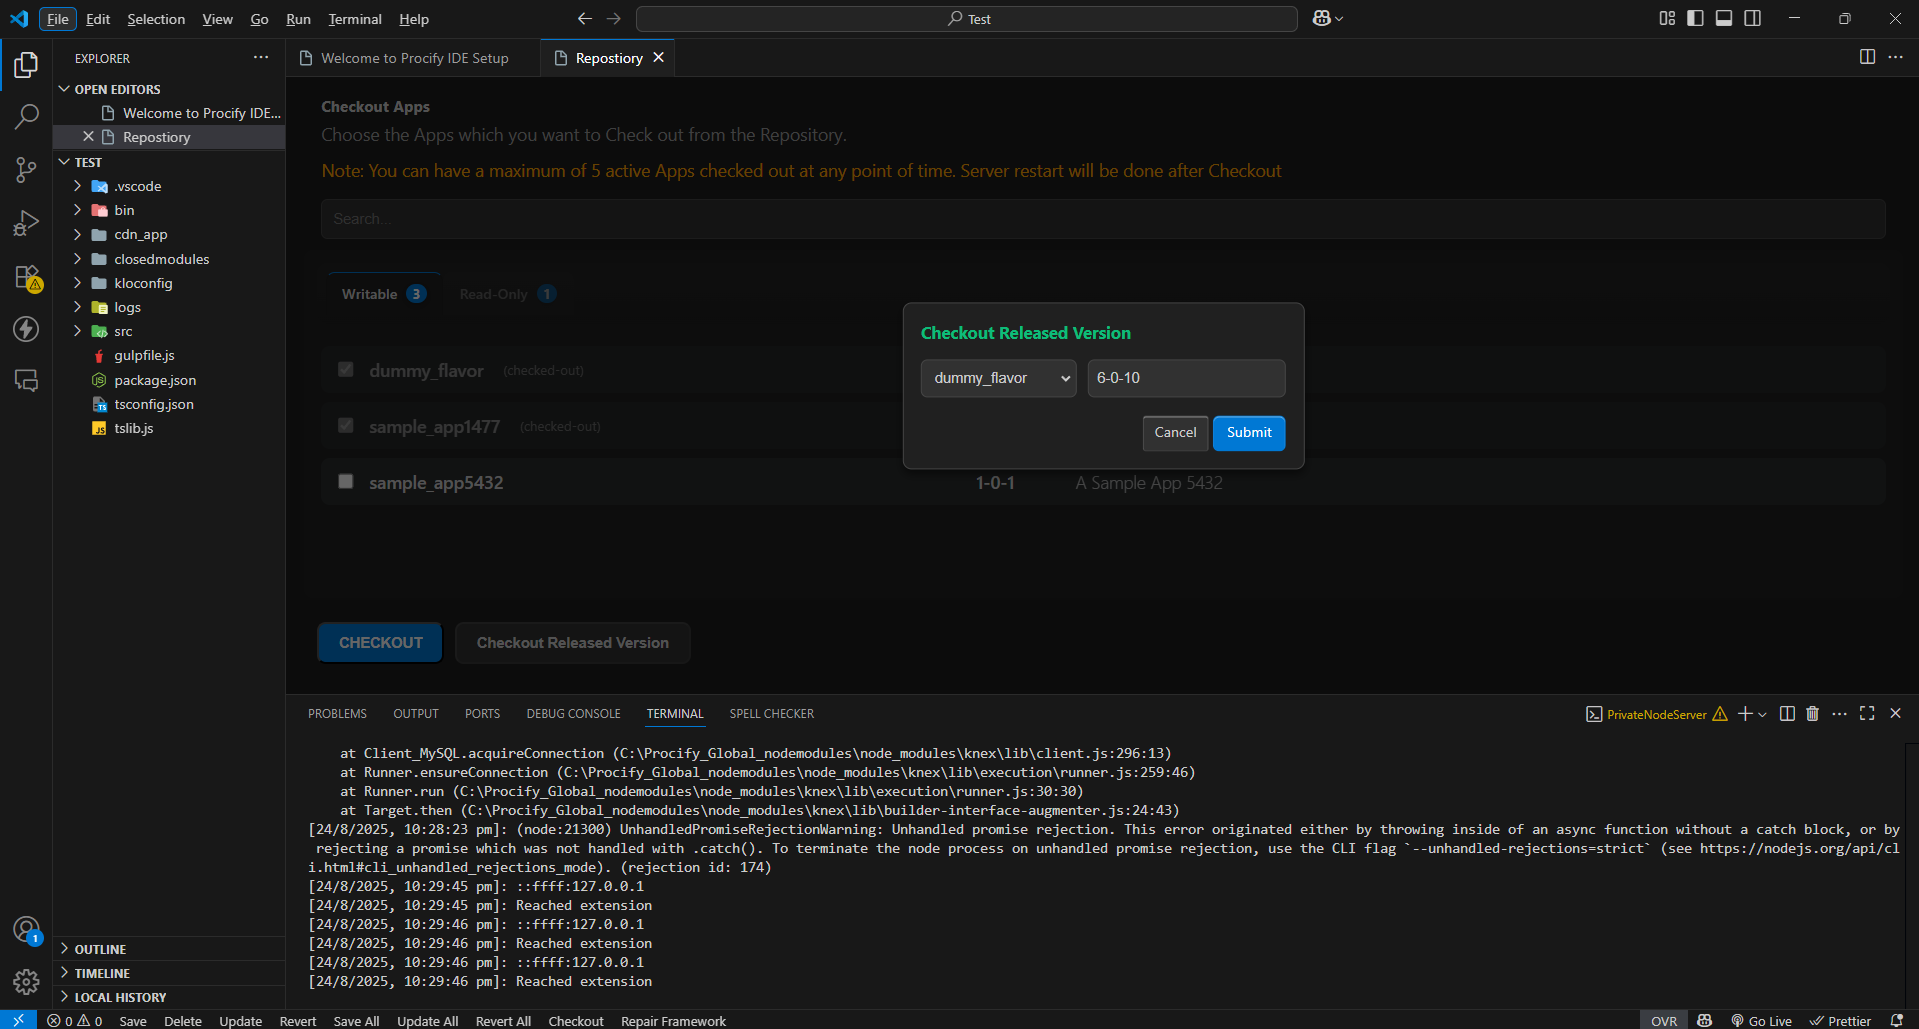 File Edit Selection View Go Run Terminal Help
Test
EXPLORER
OPEN EDITORS
Welcome to Procify IDE...
Repostiory
TEST
.vscode
bin
cdn_app
closedmodules
kloconfig
logs
src
gulpfile.js
package.json
tsconfig.json
tslib.js
OUTLINE
TIMELINE
LOCAL HISTORY
1
Welcome to Procify IDE Setup
Repostiory
Checkout Apps
Choose the Apps which you want to Check out from the Repository.
Note: You can have a maximum of 5 active Apps checked out at any point of time. Server restart will be done after Checkout
Search...
Writable 3 Read-Only 1
dummy_flavor (checked-out)
sample_app1477 (checked-out)
sample_app5432 1-0-1 A Sample App 5432
Checkout Released Version
dummy_flavor 6-0-10
Cancel Submit
CHECKOUT Checkout Released Version
PROBLEMS OUTPUT PORTS DEBUG CONSOLE TERMINAL SPELL CHECKER
PrivateNodeServer
at Client_MySQL.acquireConnection (C:\Procify_Global_nodemodules\node_modules\knex\lib\client.js:296:13)
at Runner.ensureConnection (C:\Procify_Global_nodemodules\node_modules\knex\lib\execution\runner.js:259:46)
at Runner.run (C:\Procify_Global_nodemodules\node_modules\knex\lib\execution\runner.js:30:30)
at Target.then (C:\Procify_Global_nodemodules\node_modules\knex\lib\builder-interface-augmenter.js:24:43)
[24/8/2025, 10:28:23 pm]: (node:21300) UnhandledPromiseRejectionWarning: Unhandled promise rejection. This error originated either by throwing inside of an async function without a catch block, or by
rejecting a promise which was not handled with .catch(). To terminate the node process on unhandled promise rejection, use the CLI flag `--unhandled-rejections=strict` (see https://nodejs.org/api/cl
i.html#cli_unhandled_rejections_mode). (rejection id: 174)
[24/8/2025, 10:29:45 pm]: ::ffff:127.0.0.1
[24/8/2025, 10:29:45 pm]: Reached extension
[24/8/2025, 10:29:46 pm]: ::ffff:127.0.0.1
[24/8/2025, 10:29:46 pm]: Reached extension
[24/8/2025, 10:29:46 pm]: ::ffff:127.0.0.1
[24/8/2025, 10:29:46 pm]: Reached extension
0 0 Save Delete Update Revert Save All Update All Revert All Checkout Repair Framework OVR Go Live Prettier